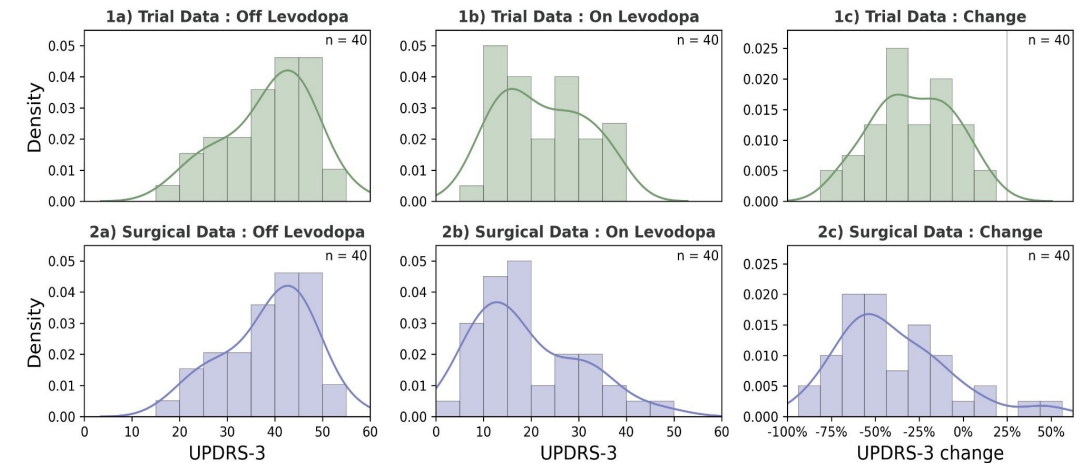 1a) Trial Data : Off Levodopa
n = 40
Density
0.05
0.04
0.03
0.02
0.01
0.00
1b) Trial Data : On Levodopa
n = 40
0.05
0.04
0.03
0.02
0.01
0.00
1c) Trial Data : Change
n = 40
0.025
0.020
0.015
0.010
0.005
0.000
2a) Surgical Data : Off Levodopa
n = 40
Density
0.05
0.04
0.03
0.02
0.01
0.00
0 10 20 30 40 50 60
UPDRS-3
2b) Surgical Data : On Levodopa
n = 40
0.05
0.04
0.03
0.02
0.01
0.00
0 10 20 30 40 50 60
UPDRS-3
2c) Surgical Data : Change
n = 40
0.025
0.020
0.015
0.010
0.005
0.000
-100% -75% -50% -25% 0% 25% 50%
UPDRS-3 change